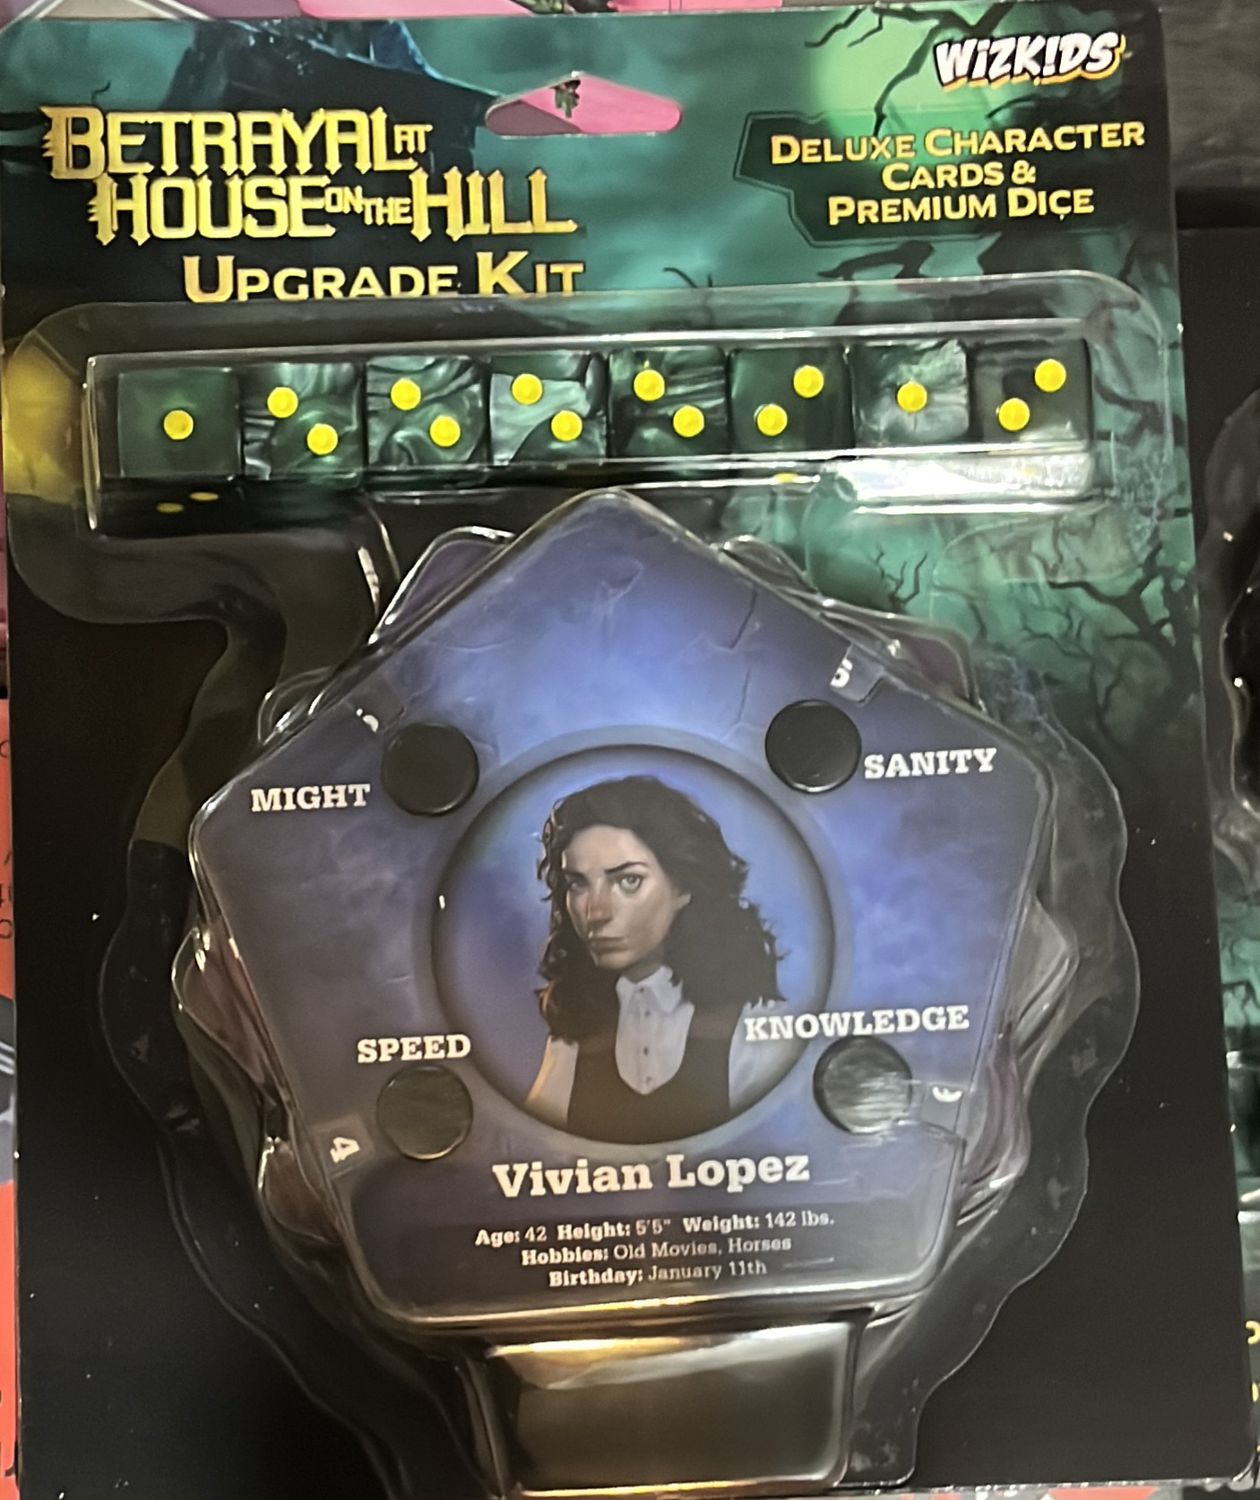 WIZKIDS
BETRAYAL AT
HOUSE ON THE HILL
UPGRADE KIT
DELUXE CHARACTER
CARDS &
PREMIUM DICE
MIGHT
SANITY
SPEED
KNOWLEDGE
4
Vivian Lopez
Age: 42 Height: 5'5" Weight: 142 lbs.
Hobbies: Old Movies, Horses
Birthday: January 11th